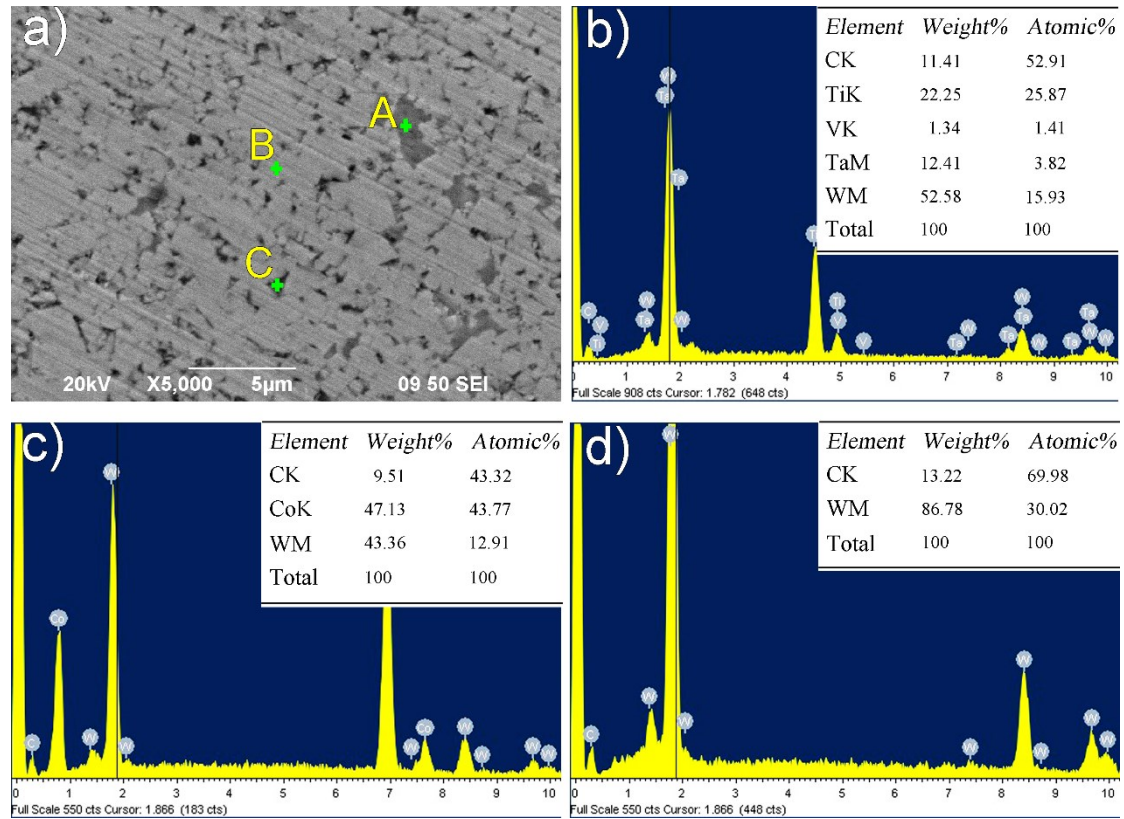 a)
A
B
C
20kV X5,000 5μm 09 50 SEI
b)
Element Weight% Atomic%
CK 11.41 52.91
TiK 22.25 25.87
VK 1.34 1.41
TaM 12.41 3.82
WM 52.58 15.93
Total 100 100
W
Ta
Ta
C
V
Ti
W
Ta
W
Ti
Ti
V
V
Ta
W
Ta
W
Ta
W
Ta
Ta
W
W
0 1 2 3 4 5 6 7 8 9 10
Full Scale 908 cts Cursor: 1.782 (648 cts)
c)
Element Weight% Atomic%
CK 9.51 43.32
CoK 47.13 43.77
WM 43.36 12.91
Total 100 100
W
Co
C
W
W
W
Co
W
W
W
W
0 1 2 3 4 5 6 7 8 9 10
Full Scale 550 cts Cursor: 1.866 (183 cts)
d)
Element Weight% Atomic%
CK 13.22 69.98
WM 86.78 30.02
Total 100 100
W
W
C
W
W
W
W
W
W
0 1 2 3 4 5 6 7 8 9 10
Full Scale 550 cts Cursor: 1.866 (448 cts)